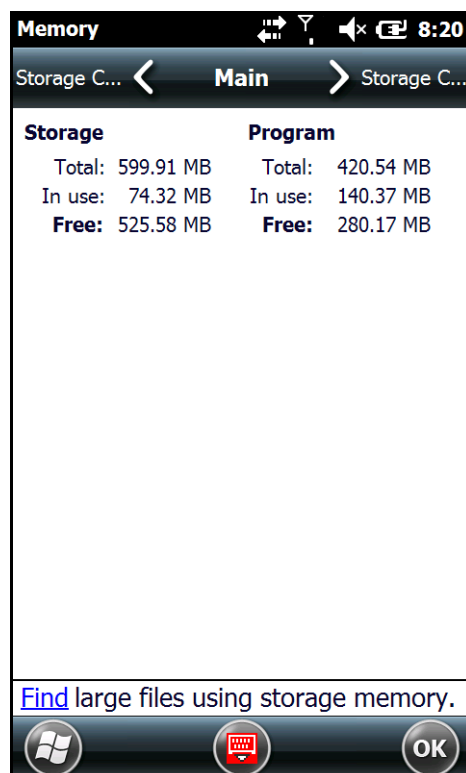 Memory 8:20
Storage C... Main Storage C...
Storage Program
Total: 599.91 MB Total: 420.54 MB
In use: 74.32 MB In use: 140.37 MB
Free: 525.58 MB Free: 280.17 MB
Find large files using storage memory.
OK